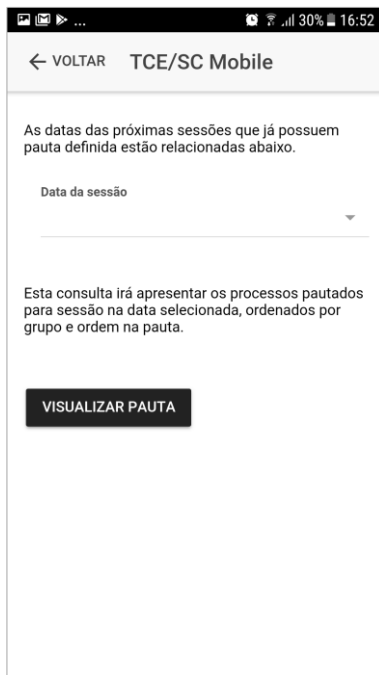 ... 30% 16:52
VOLTAR TCE/SC Mobile
As datas das próximas sessões que já possuem
pauta definida estão relacionadas abaixo.
Data da sessão
Esta consulta irá apresentar os processos pautados
para sessão na data selecionada, ordenados por
grupo e ordem na pauta.
VISUALIZAR PAUTA